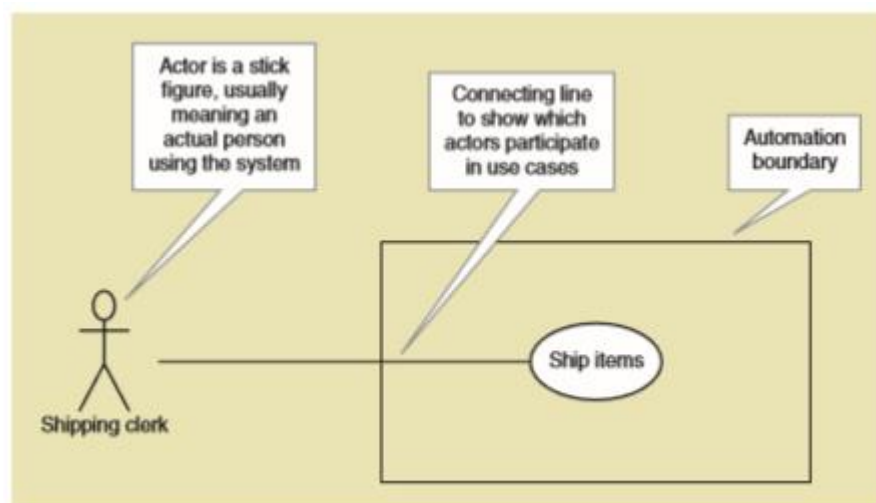 Actor is a stick
figure, usually
meaning an
actual person
using the system
Connecting line
to show which
actors participate
in use cases
Automation
boundary
Ship items
Shipping clerk